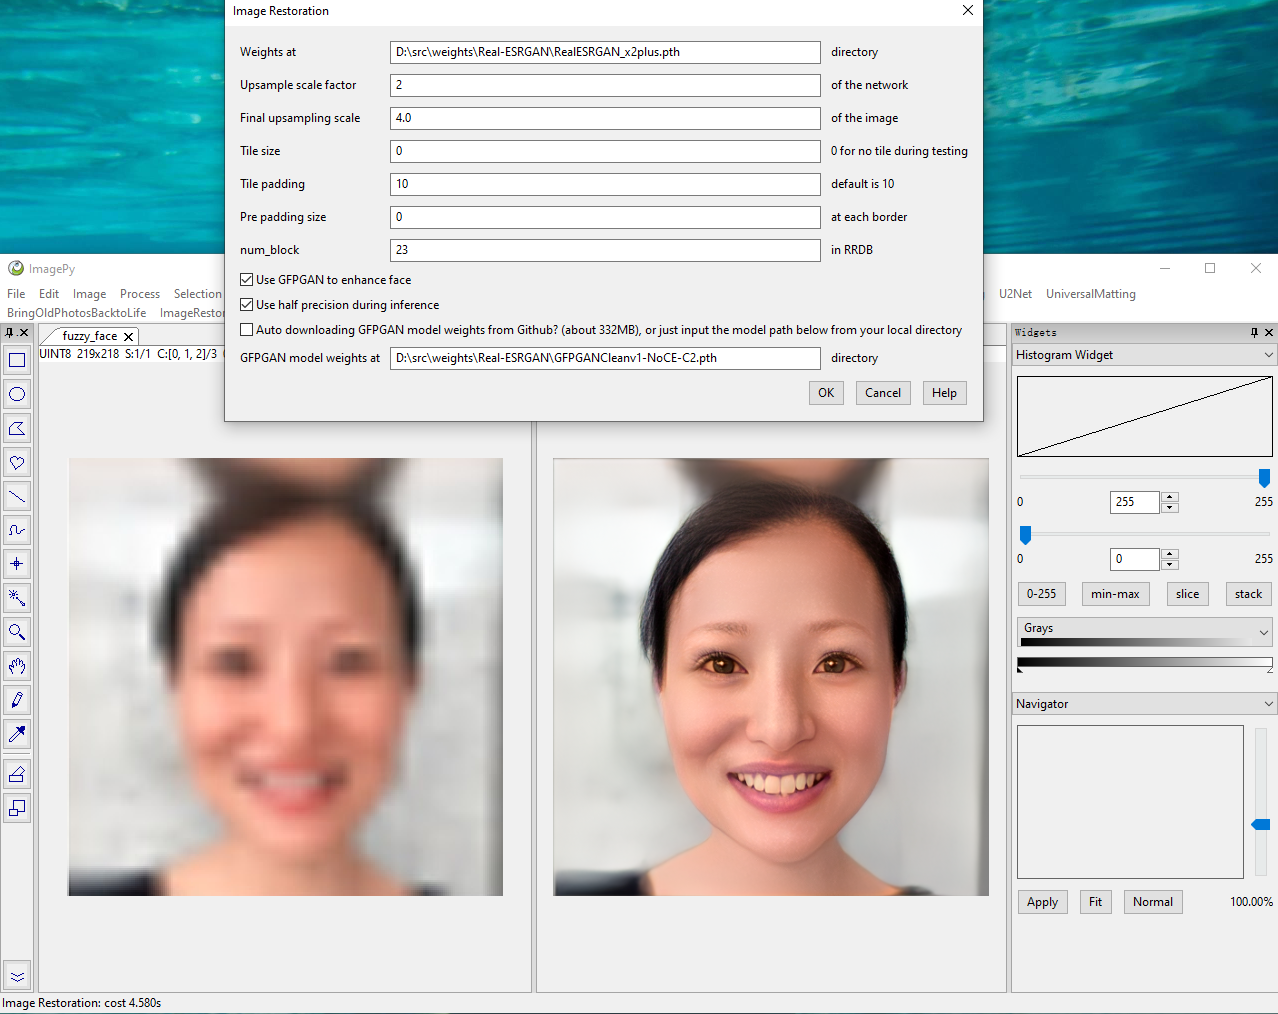 Image Restoration
Weights at D:\src\weights\Real-ESRGAN\RealESRGAN_x2plus.pth directory
Upsample scale factor 2 of the network
Final upsampling scale 4.0 of the image
Tile size 0 0 for no tile during testing
Tile padding 10 default is 10
Pre padding size 0 at each border
num_block 23 in RRDB
Use GFPGAN to enhance face
Use half precision during inference
Auto downloading GFPGAN model weights from Github? (about 332MB), or just input the model path below from your local directory
GFPGAN model weights at D:\src\weights\Real-ESRGAN\GFPGANCleanv1-NoCE-C2.pth directory
OK Cancel Help
ImagePy
File Edit Image Process Selection U2Net UniversalMatting
BringOldPhotosBacktoLife ImageRestor
fuzzy_face
UINT8 219x218 S:1/1 C:[0, 1, 2]/3
Widgets
Histogram Widget
0 255 255
0 0 255
0-255 min-max slice stack
Grays
Navigator
Apply Fit Normal 100.00%
Image Restoration: cost 4.580s